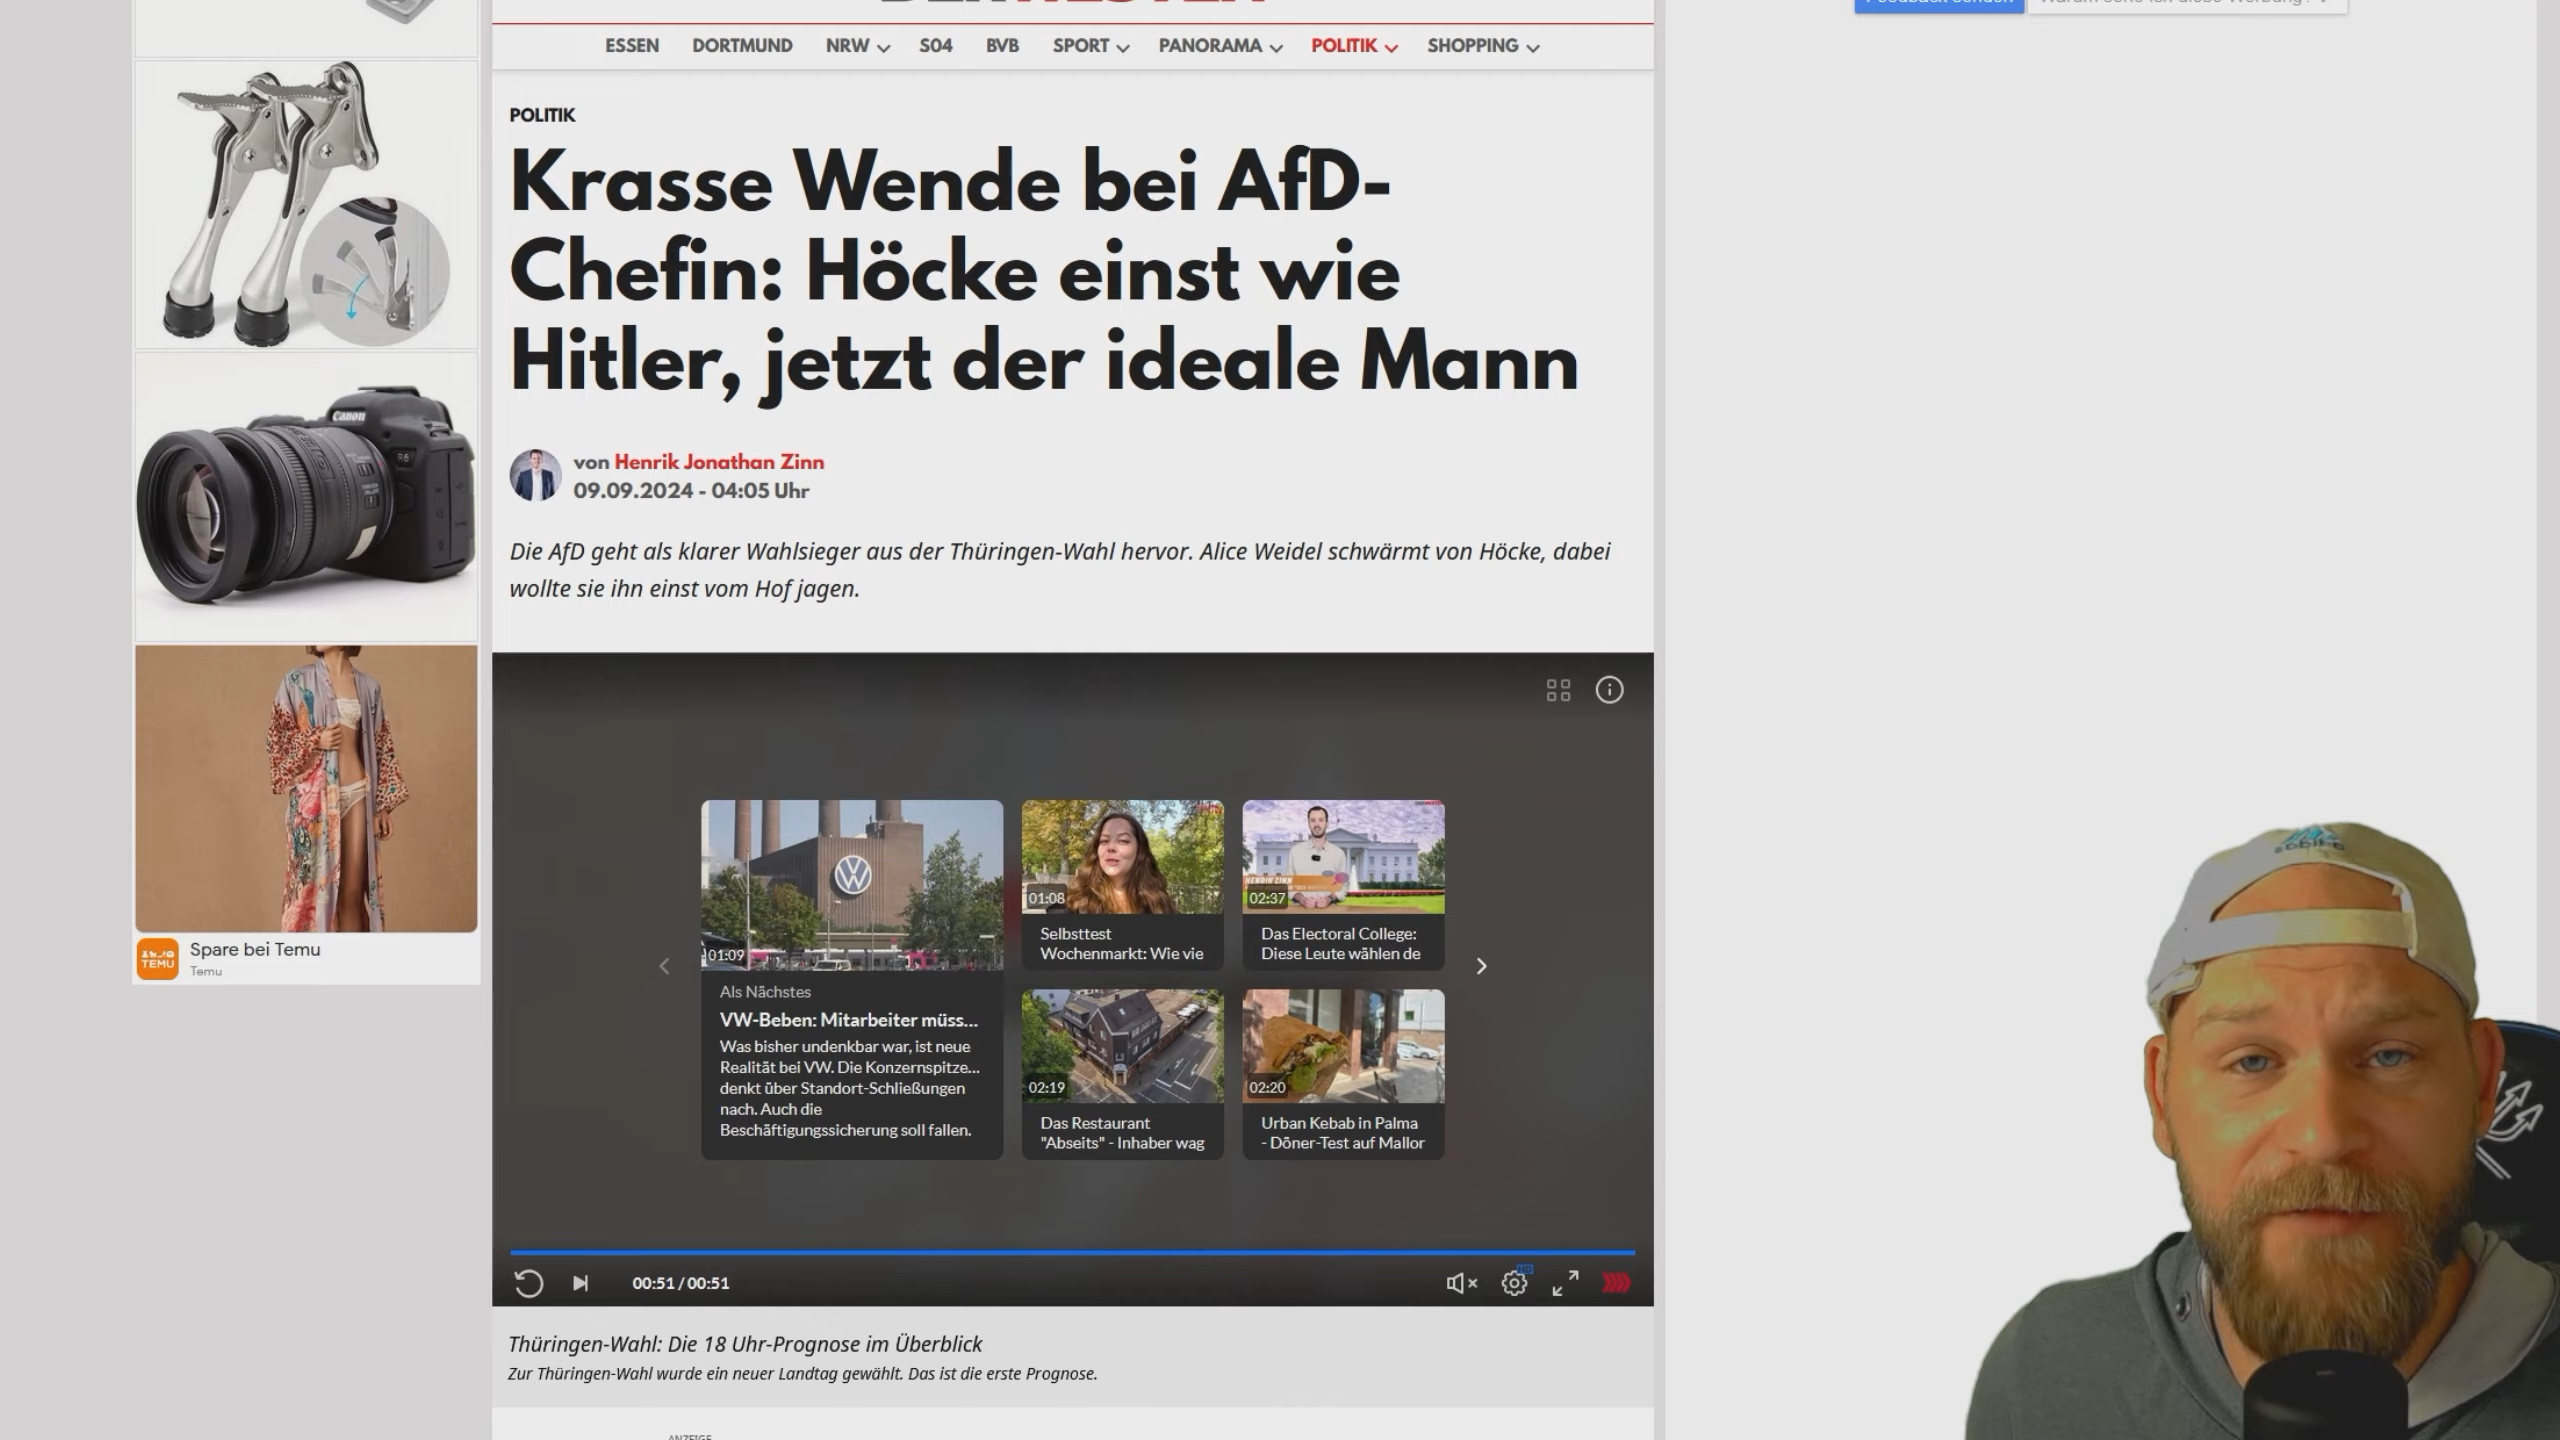 ESSEN DORTMUND NRW S04 BVB SPORT PANORAMA POLITIK SHOPPING
POLITIK
Krasse Wende bei AfD-
Chefin: Höcke einst wie
Hitler, jetzt der ideale Mann
von Henrik Jonathan Zinn
09.09.2024 - 04:05 Uhr
Die AfD geht als klarer Wahlsieger aus der Thüringen-Wahl hervor. Alice Weidel schwärmt von Höcke, dabei
wollte sie ihn einst vom Hof jagen.
Canon
R6
TEMU
Spare bei Temu
Temu
01:09
Als Nächstes
VW-Beben: Mitarbeiter müss...
Was bisher undenkbar war, ist neue
Realität bei VW. Die Konzernspitze...
denkt über Standort-Schließungen
nach. Auch die
Beschäftigungssicherung soll fallen.
01:08
Selbsttest
Wochenmarkt: Wie vie
HENRIK ZINN
02:37
Das Electoral College:
Diese Leute wählen de
02:19
Das Restaurant
"Abseits" - Inhaber wag
02:20
Urban Kebab in Palma
- Döner-Test auf Mallor
00:51 / 00:51
HD
Thüringen-Wahl: Die 18 Uhr-Prognose im Überblick
Zur Thüringen-Wahl wurde ein neuer Landtag gewählt. Das ist die erste Prognose.
ANZEIGE